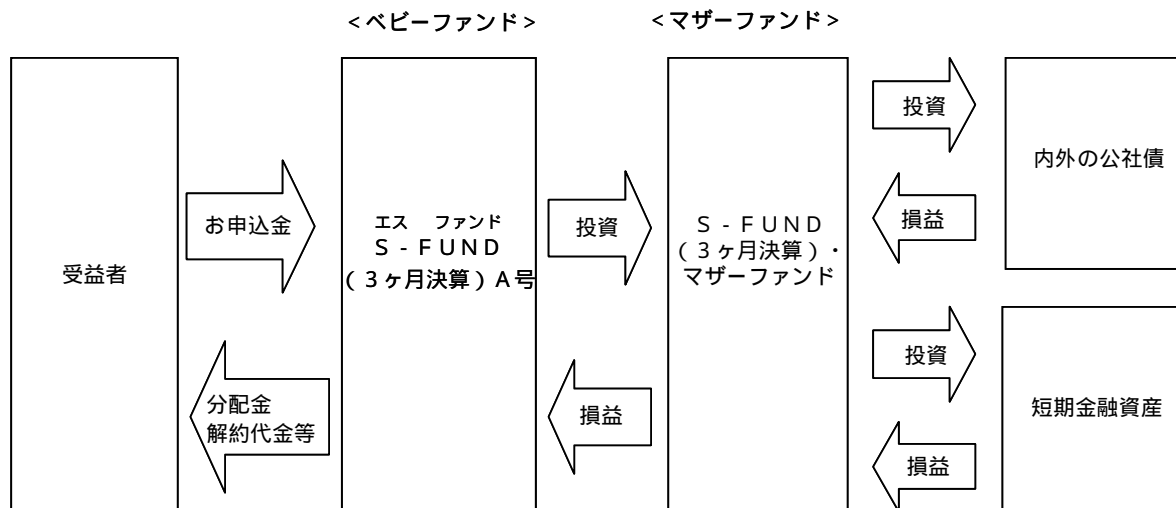 ＜ベビーファンド＞
＜マザーファンド＞
受益者
お申込金
分配金
解約代金等
エス ファンド
Ｓ-ＦＵＮＤ
（３ヶ月決算）Ａ号
投資
損益
Ｓ-ＦＵＮＤ
（３ヶ月決算）・
マザーファンド
投資
損益
投資
損益
内外の公社債
短期金融資産